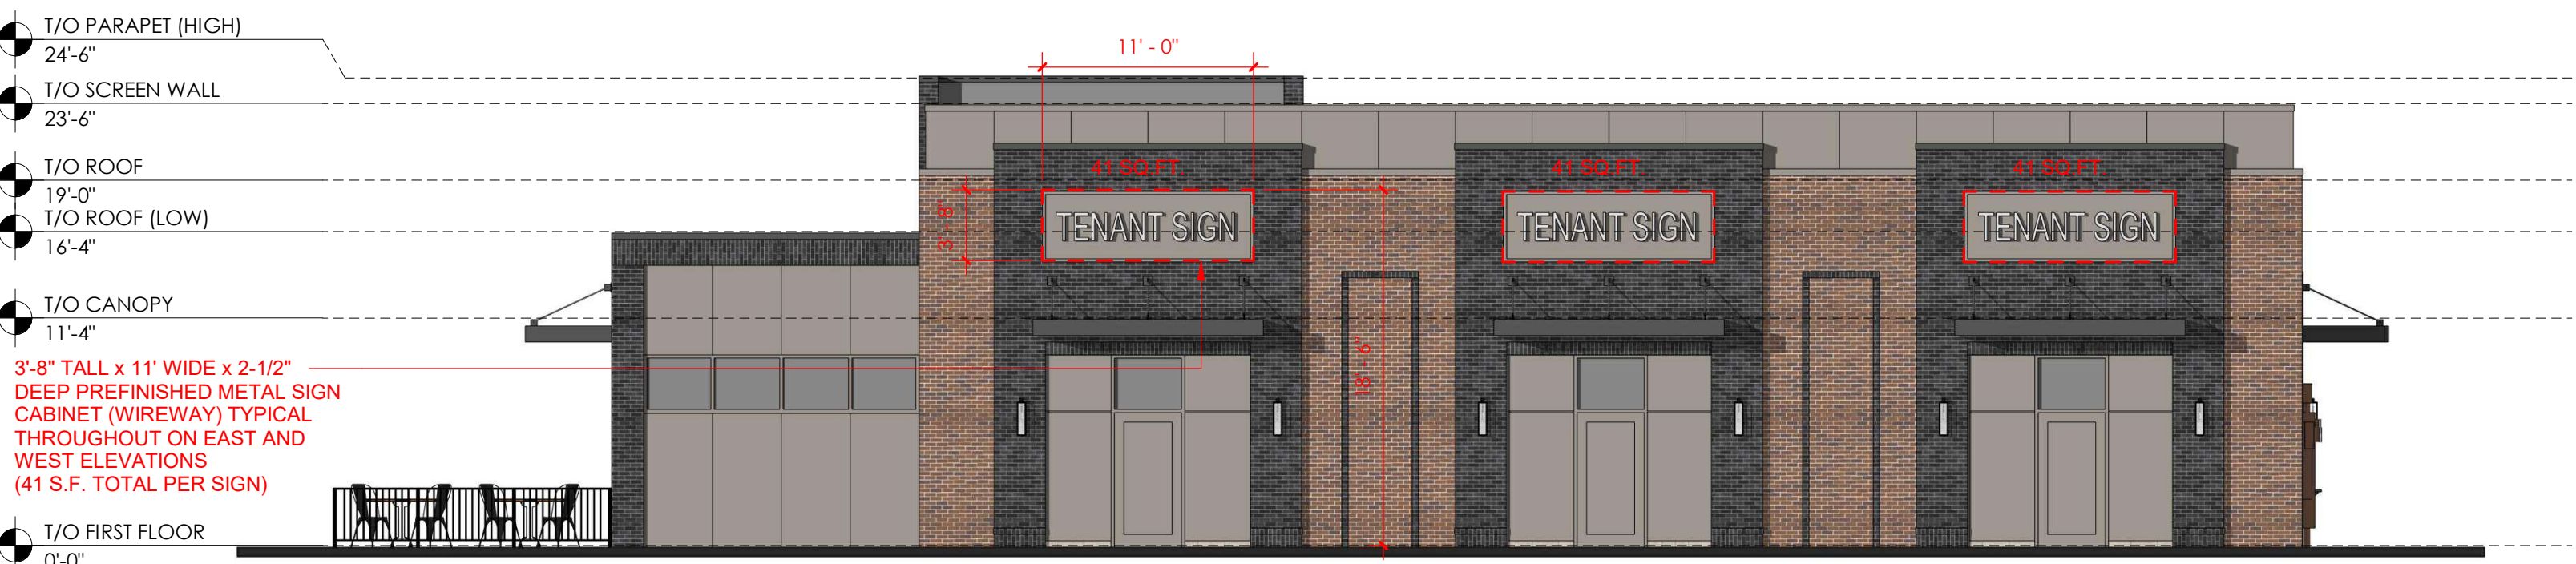 T/O PARAPET (HIGH)
24'-6"
T/O SCREEN WALL
23'-6"
T/O ROOF
19'-0"
T/O ROOF (LOW)
16'-4"
T/O CANOPY
11'-4"
3'-8" TALL x 11' WIDE x 2-1/2"
DEEP PREFINISHED METAL SIGN
CABINET (WIREWAY) TYPICAL
THROUGHOUT ON EAST AND
WEST ELEVATIONS
(41 S.F. TOTAL PER SIGN)
T/O FIRST FLOOR
0'-0"
11' - 0"
41 SQ.FT.
41 SQ.FT.
41 SQ.FT.
3' - 8"
TENANT SIGN
TENANT SIGN
TENANT SIGN
18' - 6"